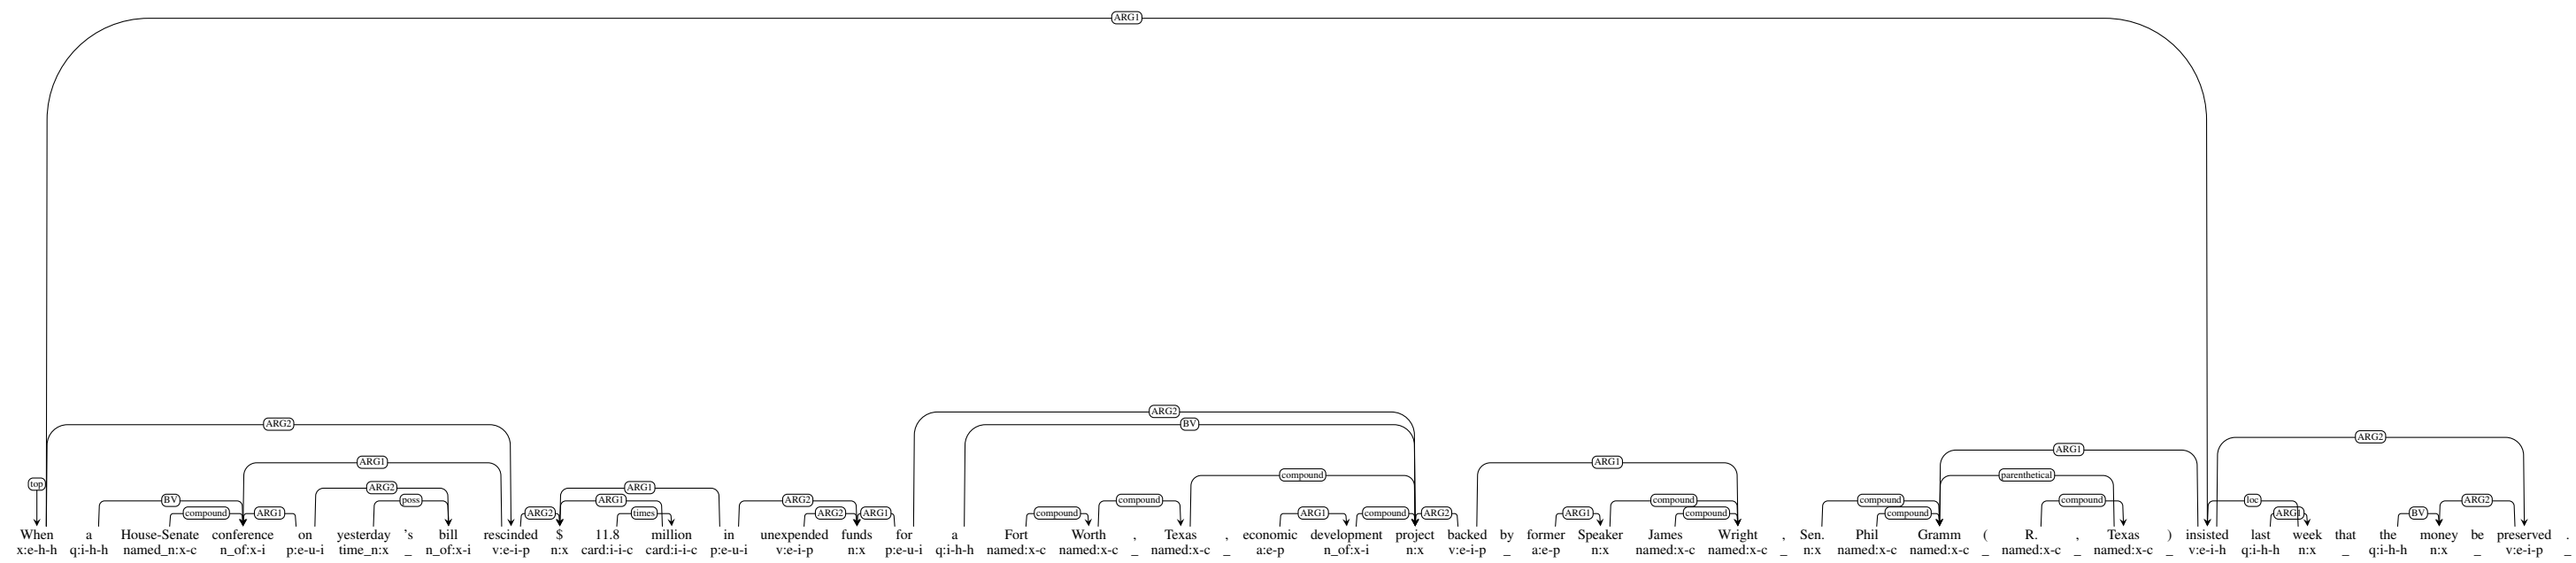 ARG1
ARG2 BV
ARG2
ARG1 ARG1 ARG2
compound parenthetical
top ARG2 ARG1
BV poss ARG1 ARG2 compound compound compound compound loc ARG2
compound ARG1 ARG2 times ARG2 ARG1 compound ARG1 compound ARG2 ARG1 compound compound ARG1 BV
When a House-Senate conference on yesterday 's bill rescinded $ 11.8 million in unexpended funds for a Fort Worth , Texas , economic development project backed by former Speaker James Wright , Sen. Phil Gramm ( R. , Texas ) insisted last week that the money be preserved .
x:e-h-h q:i-h-h named_n:x-c n_of:x-i p:e-u-i time_n:x _ n_of:x-i v:e-i-p n:x card:i-i-c card:i-i-c p:e-u-i v:e-i-p n:x p:e-u-i q:i-h-h named:x-c named:x-c _ named:x-c _ a:e-p n_of:x-i n:x v:e-i-p _ a:e-p n:x named:x-c named:x-c _ n:x named:x-c named:x-c _ named:x-c _ named:x-c _ v:e-i-h q:i-h-h n:x _ q:i-h-h n:x _ v:e-i-p _